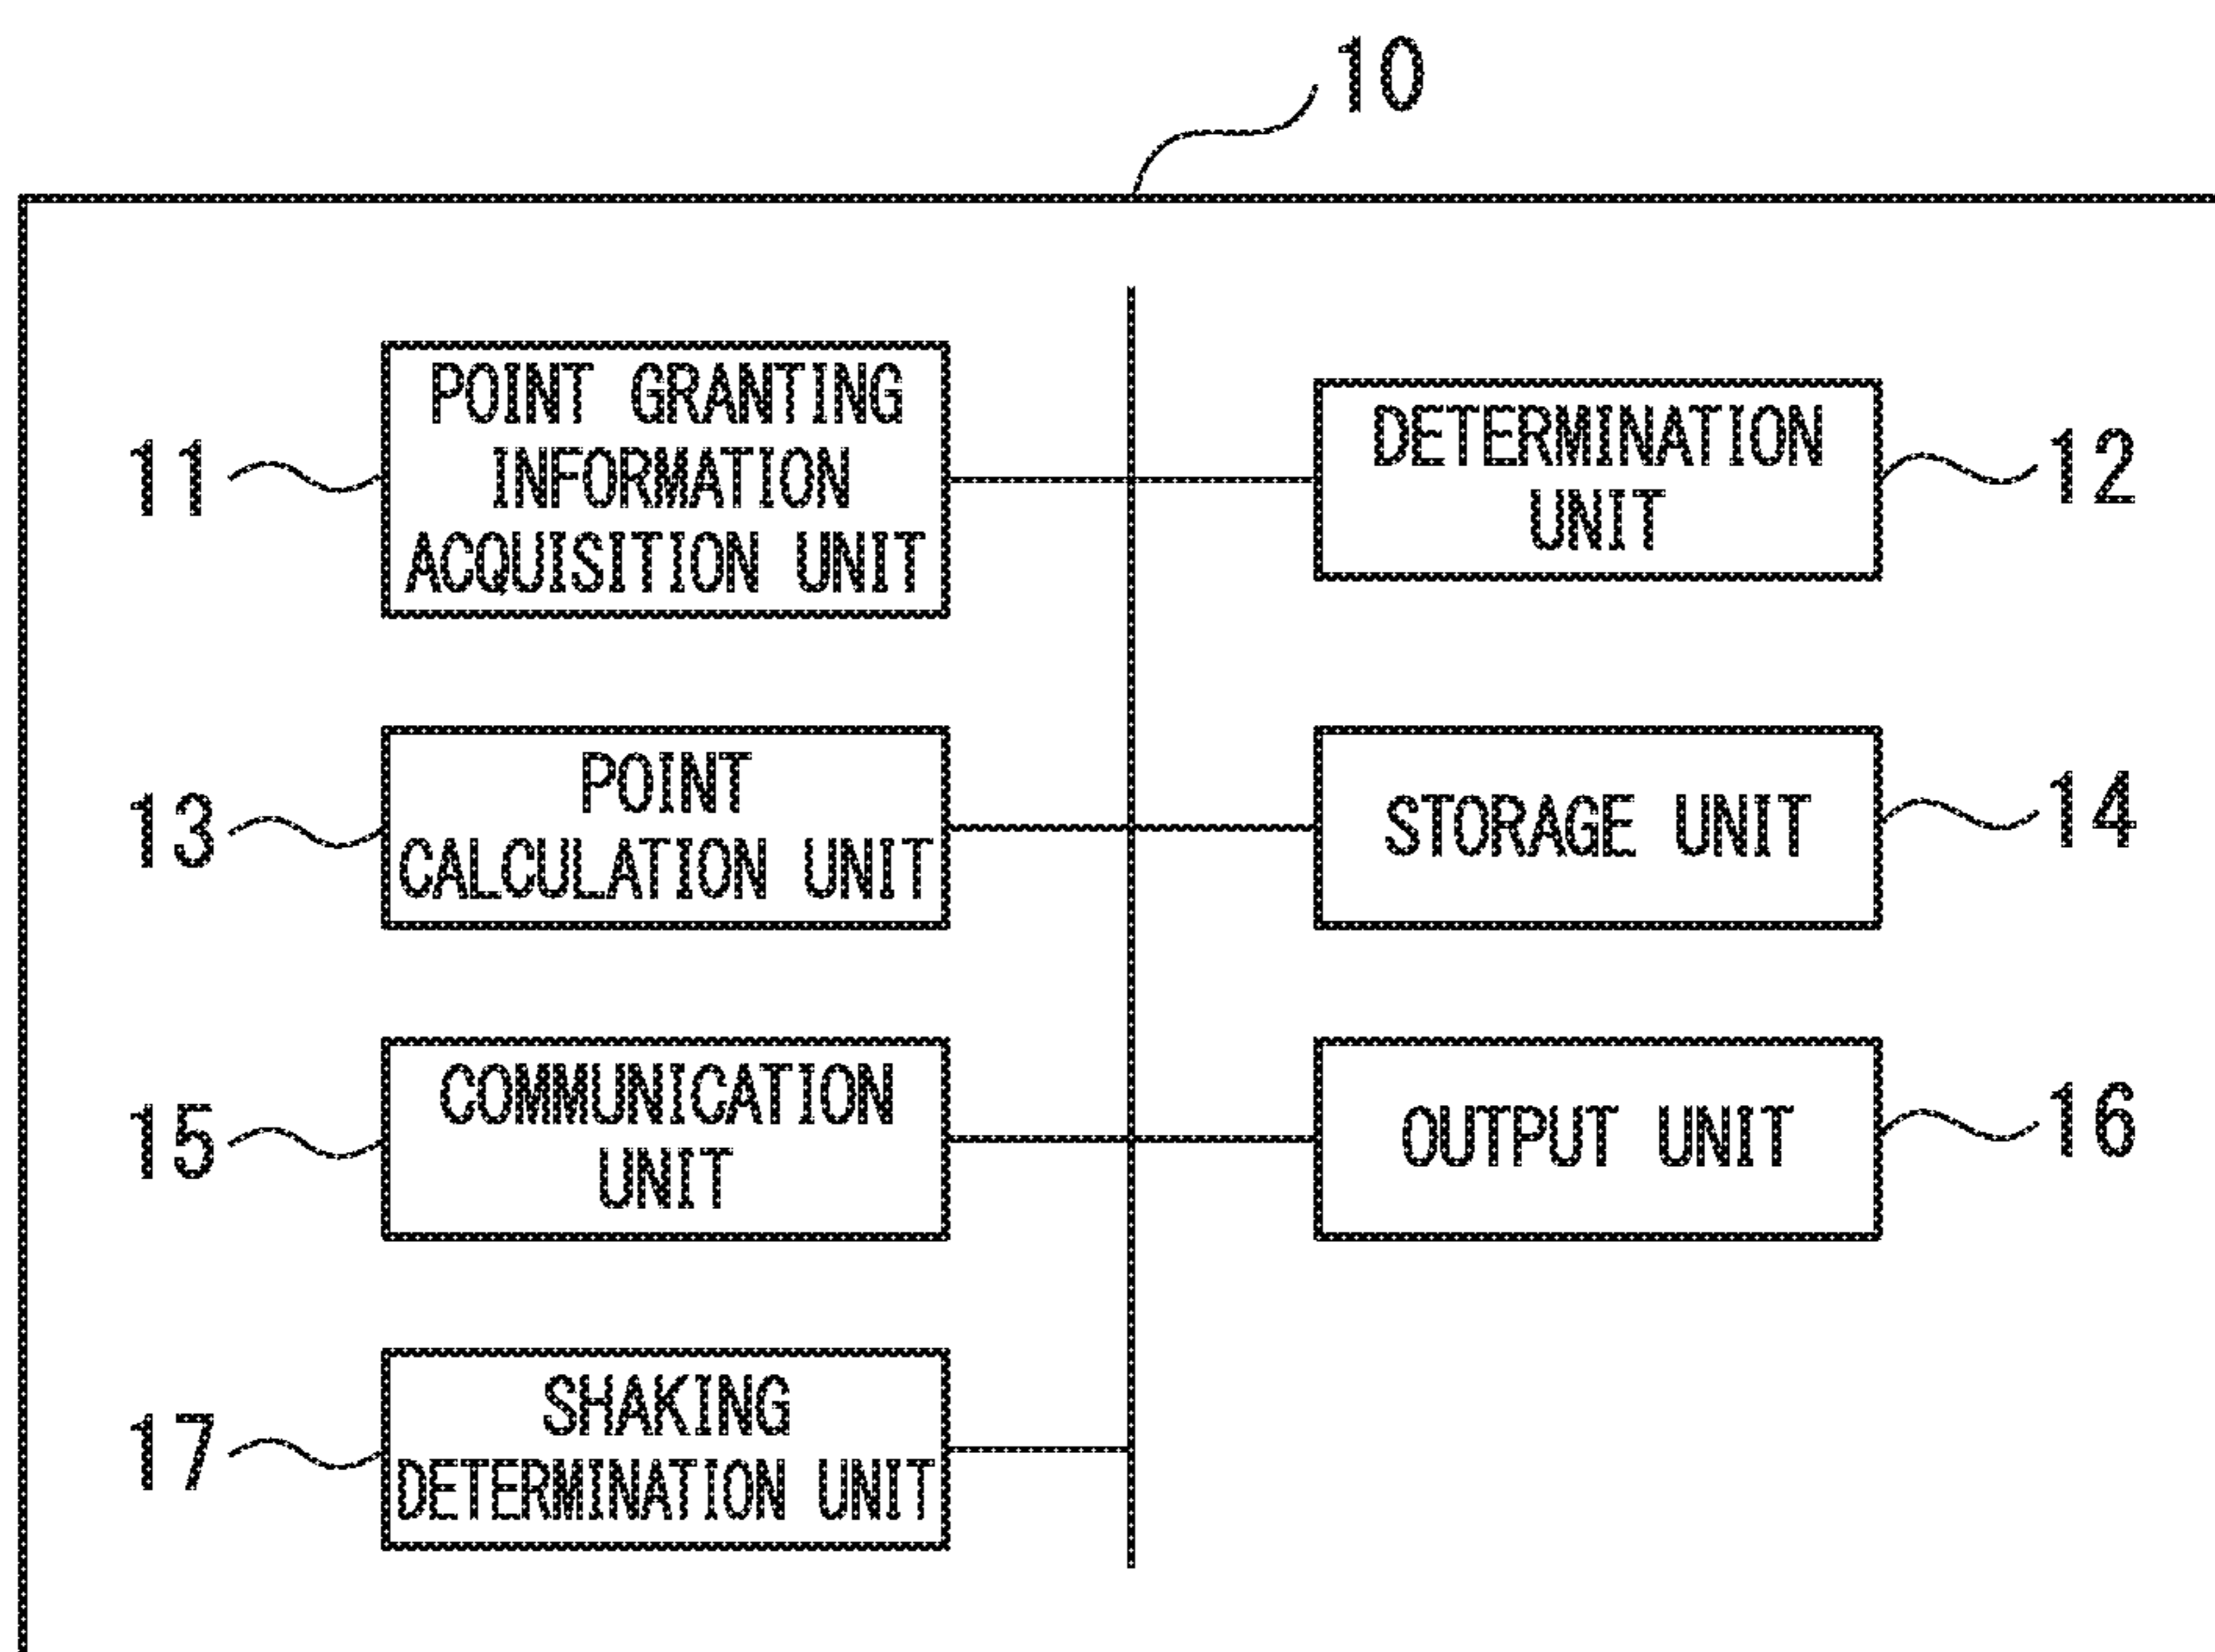 10
11
POINT GRANTING
INFORMATION
ACQUISITION UNIT
DETERMINATION
UNIT
12
13
POINT
CALCULATION UNIT
STORAGE UNIT
14
15
COMMUNICATION
UNIT
OUTPUT UNIT
16
17
SHAKING
DETERMINATION UNIT